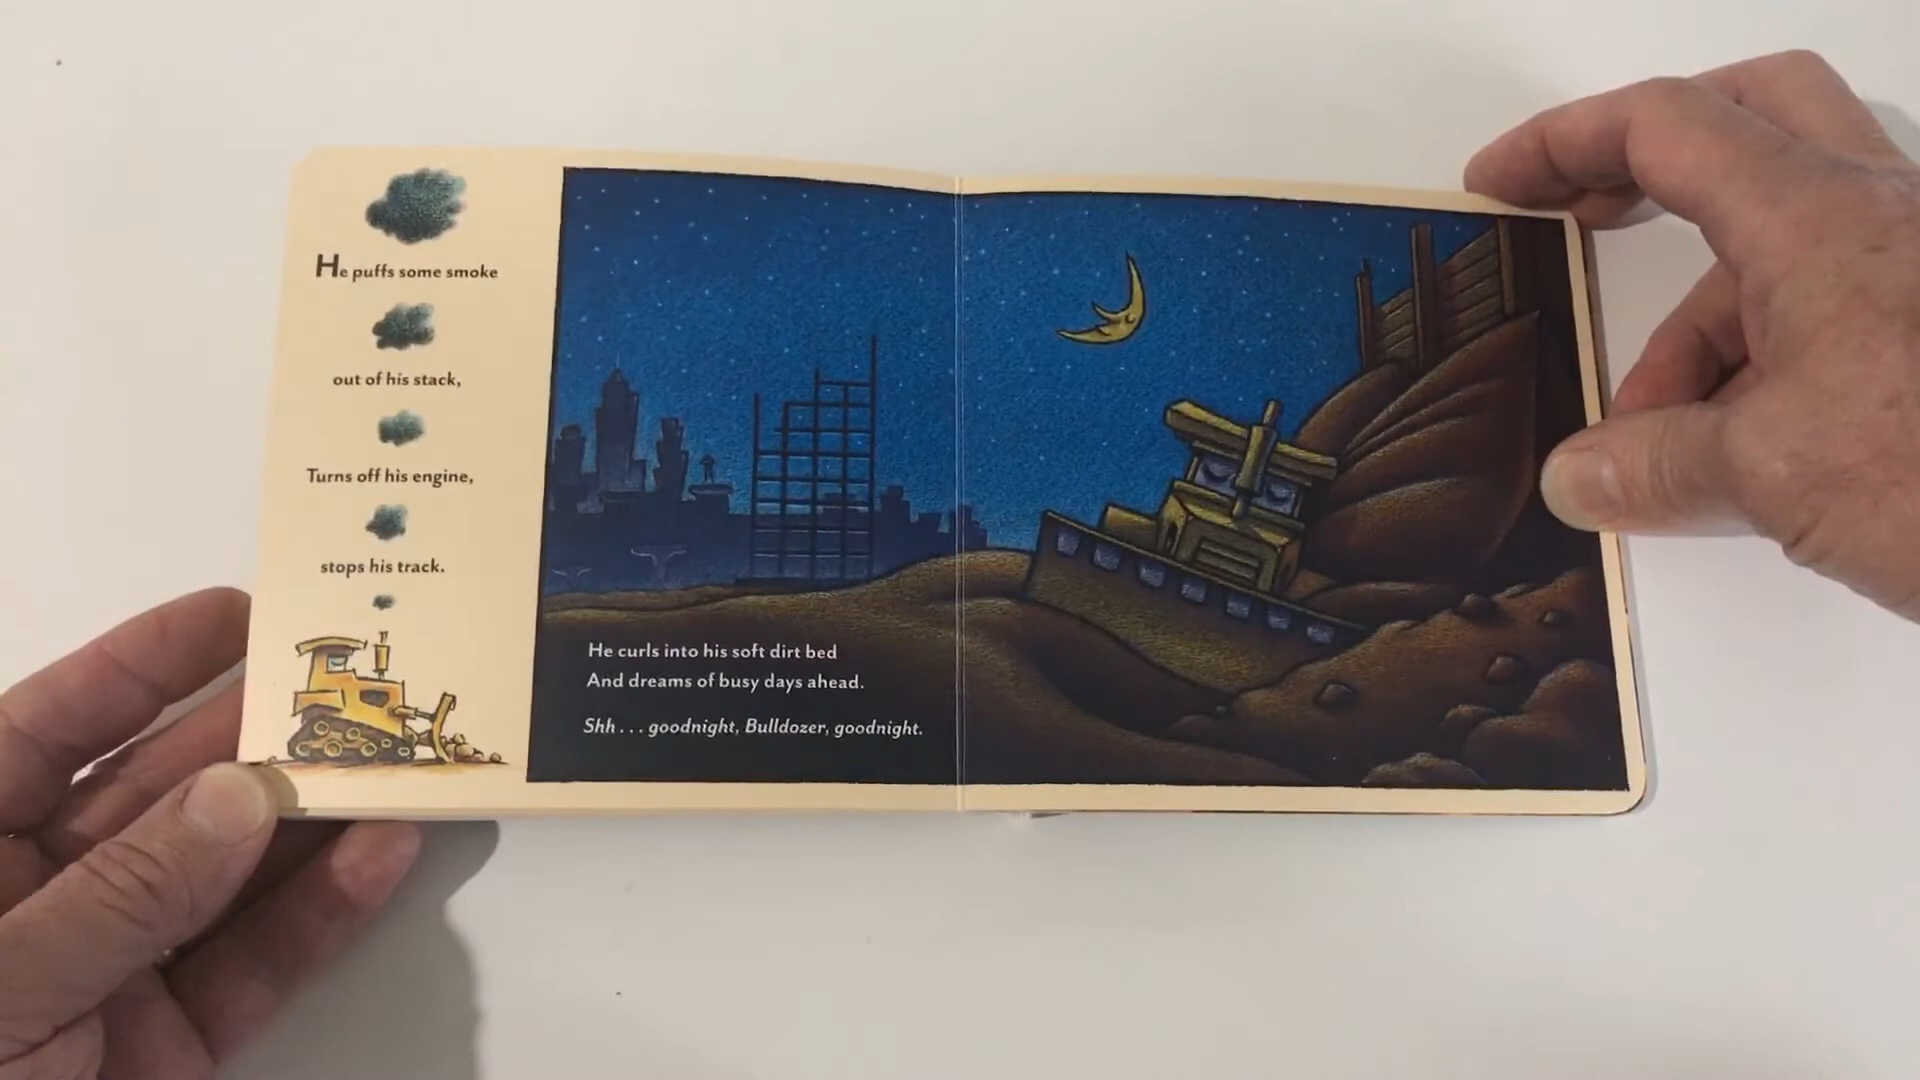 He puffs some smoke
out of his stack,
Turns off his engine,
stops his track.
He curls into his soft dirt bed
And dreams of busy days ahead.
Shh . . . goodnight, Bulldozer, goodnight.